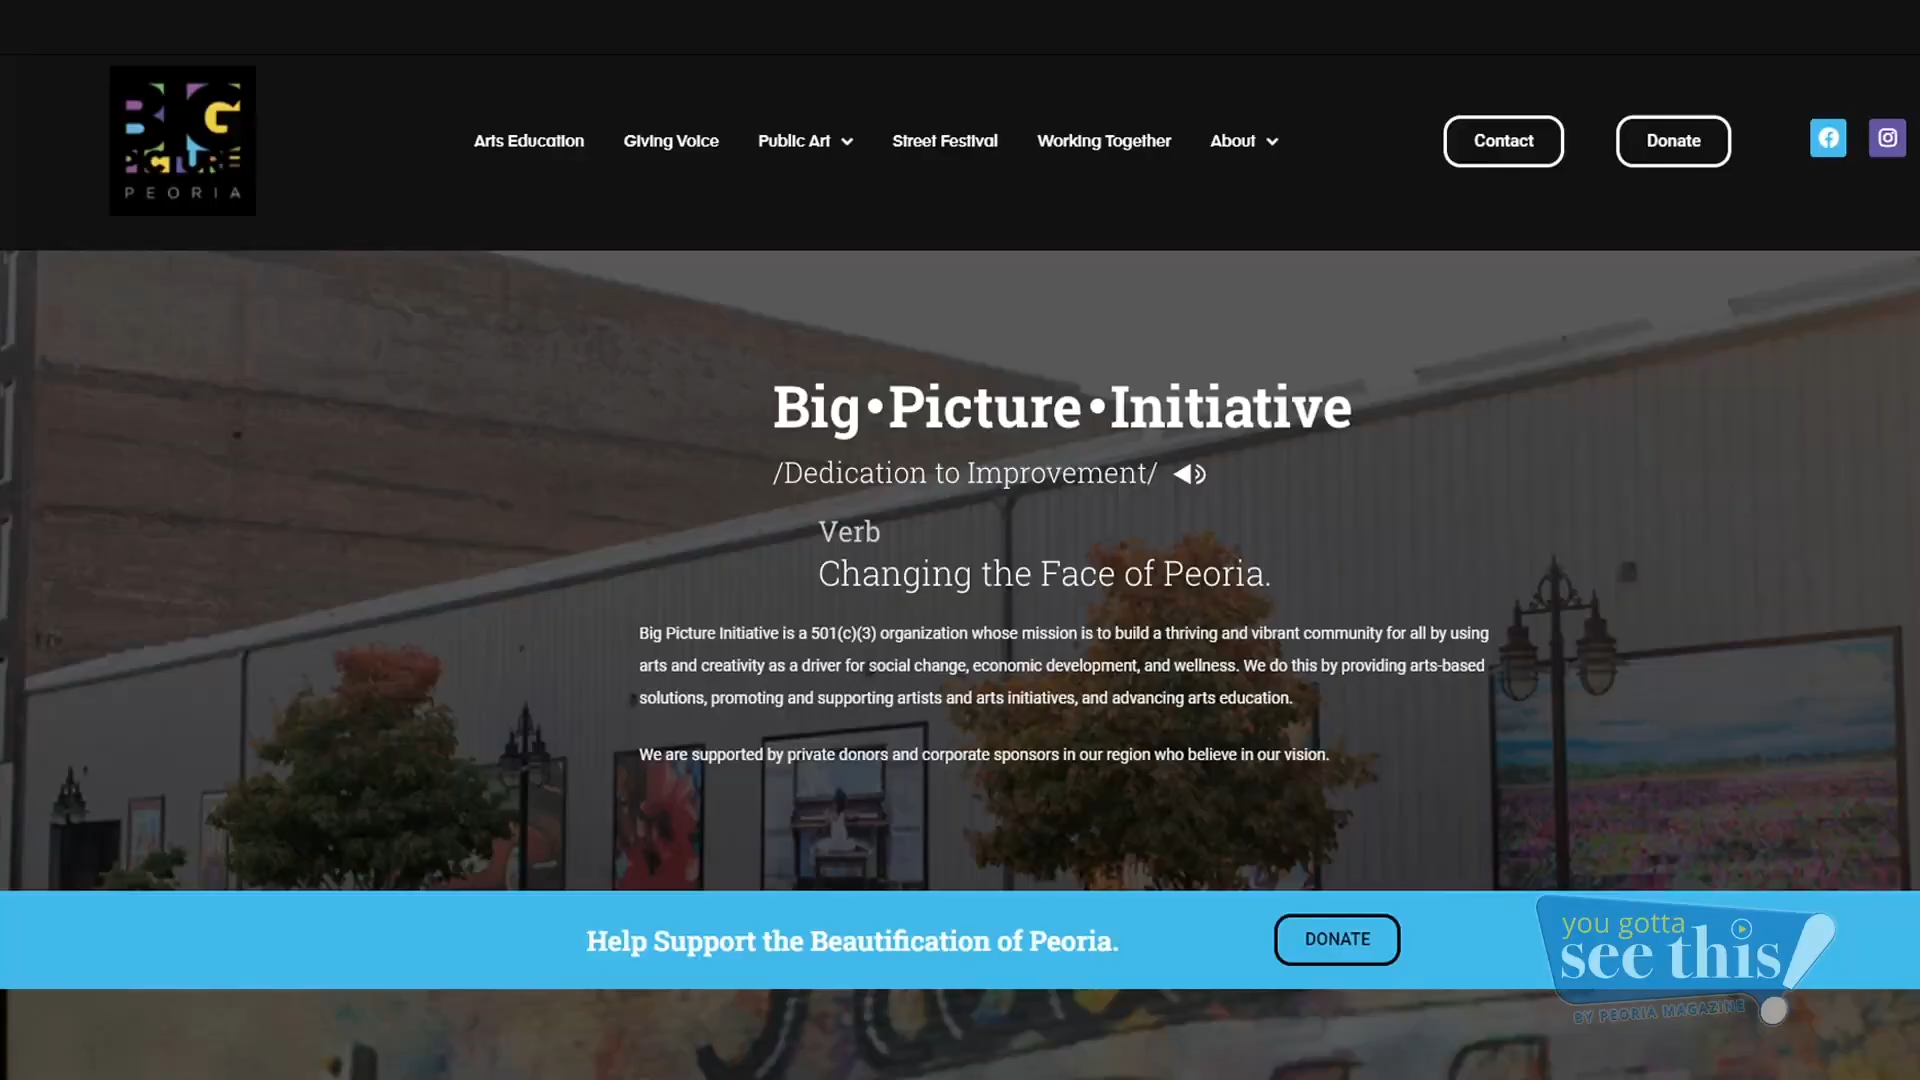 BIG
PICTURE
PEORIA
Arts Education
Giving Voice
Public Art
Street Festival
Working Together
About
Contact
Donate
Big•Picture•Initiative
/Dedication to Improvement/
Verb
Changing the Face of Peoria.
Big Picture Initiative is a 501(c)(3) organization whose mission is to build a thriving and vibrant community for all by using
arts and creativity as a driver for social change, economic development, and wellness. We do this by providing arts-based
solutions, promoting and supporting artists and arts initiatives, and advancing arts education.
We are supported by private donors and corporate sponsors in our region who believe in our vision.
Help Support the Beautification of Peoria.
DONATE
you gotta
see this!
BY PEORIA MAGAZINE